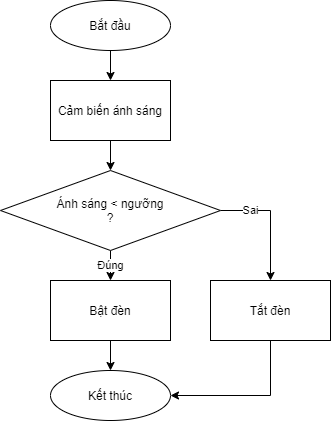 Bắt đầu
Cảm biến ánh sáng
Ánh sáng < ngưỡng
?
Sai
Đúng
Bật đèn
Tắt đèn
Kết thúc